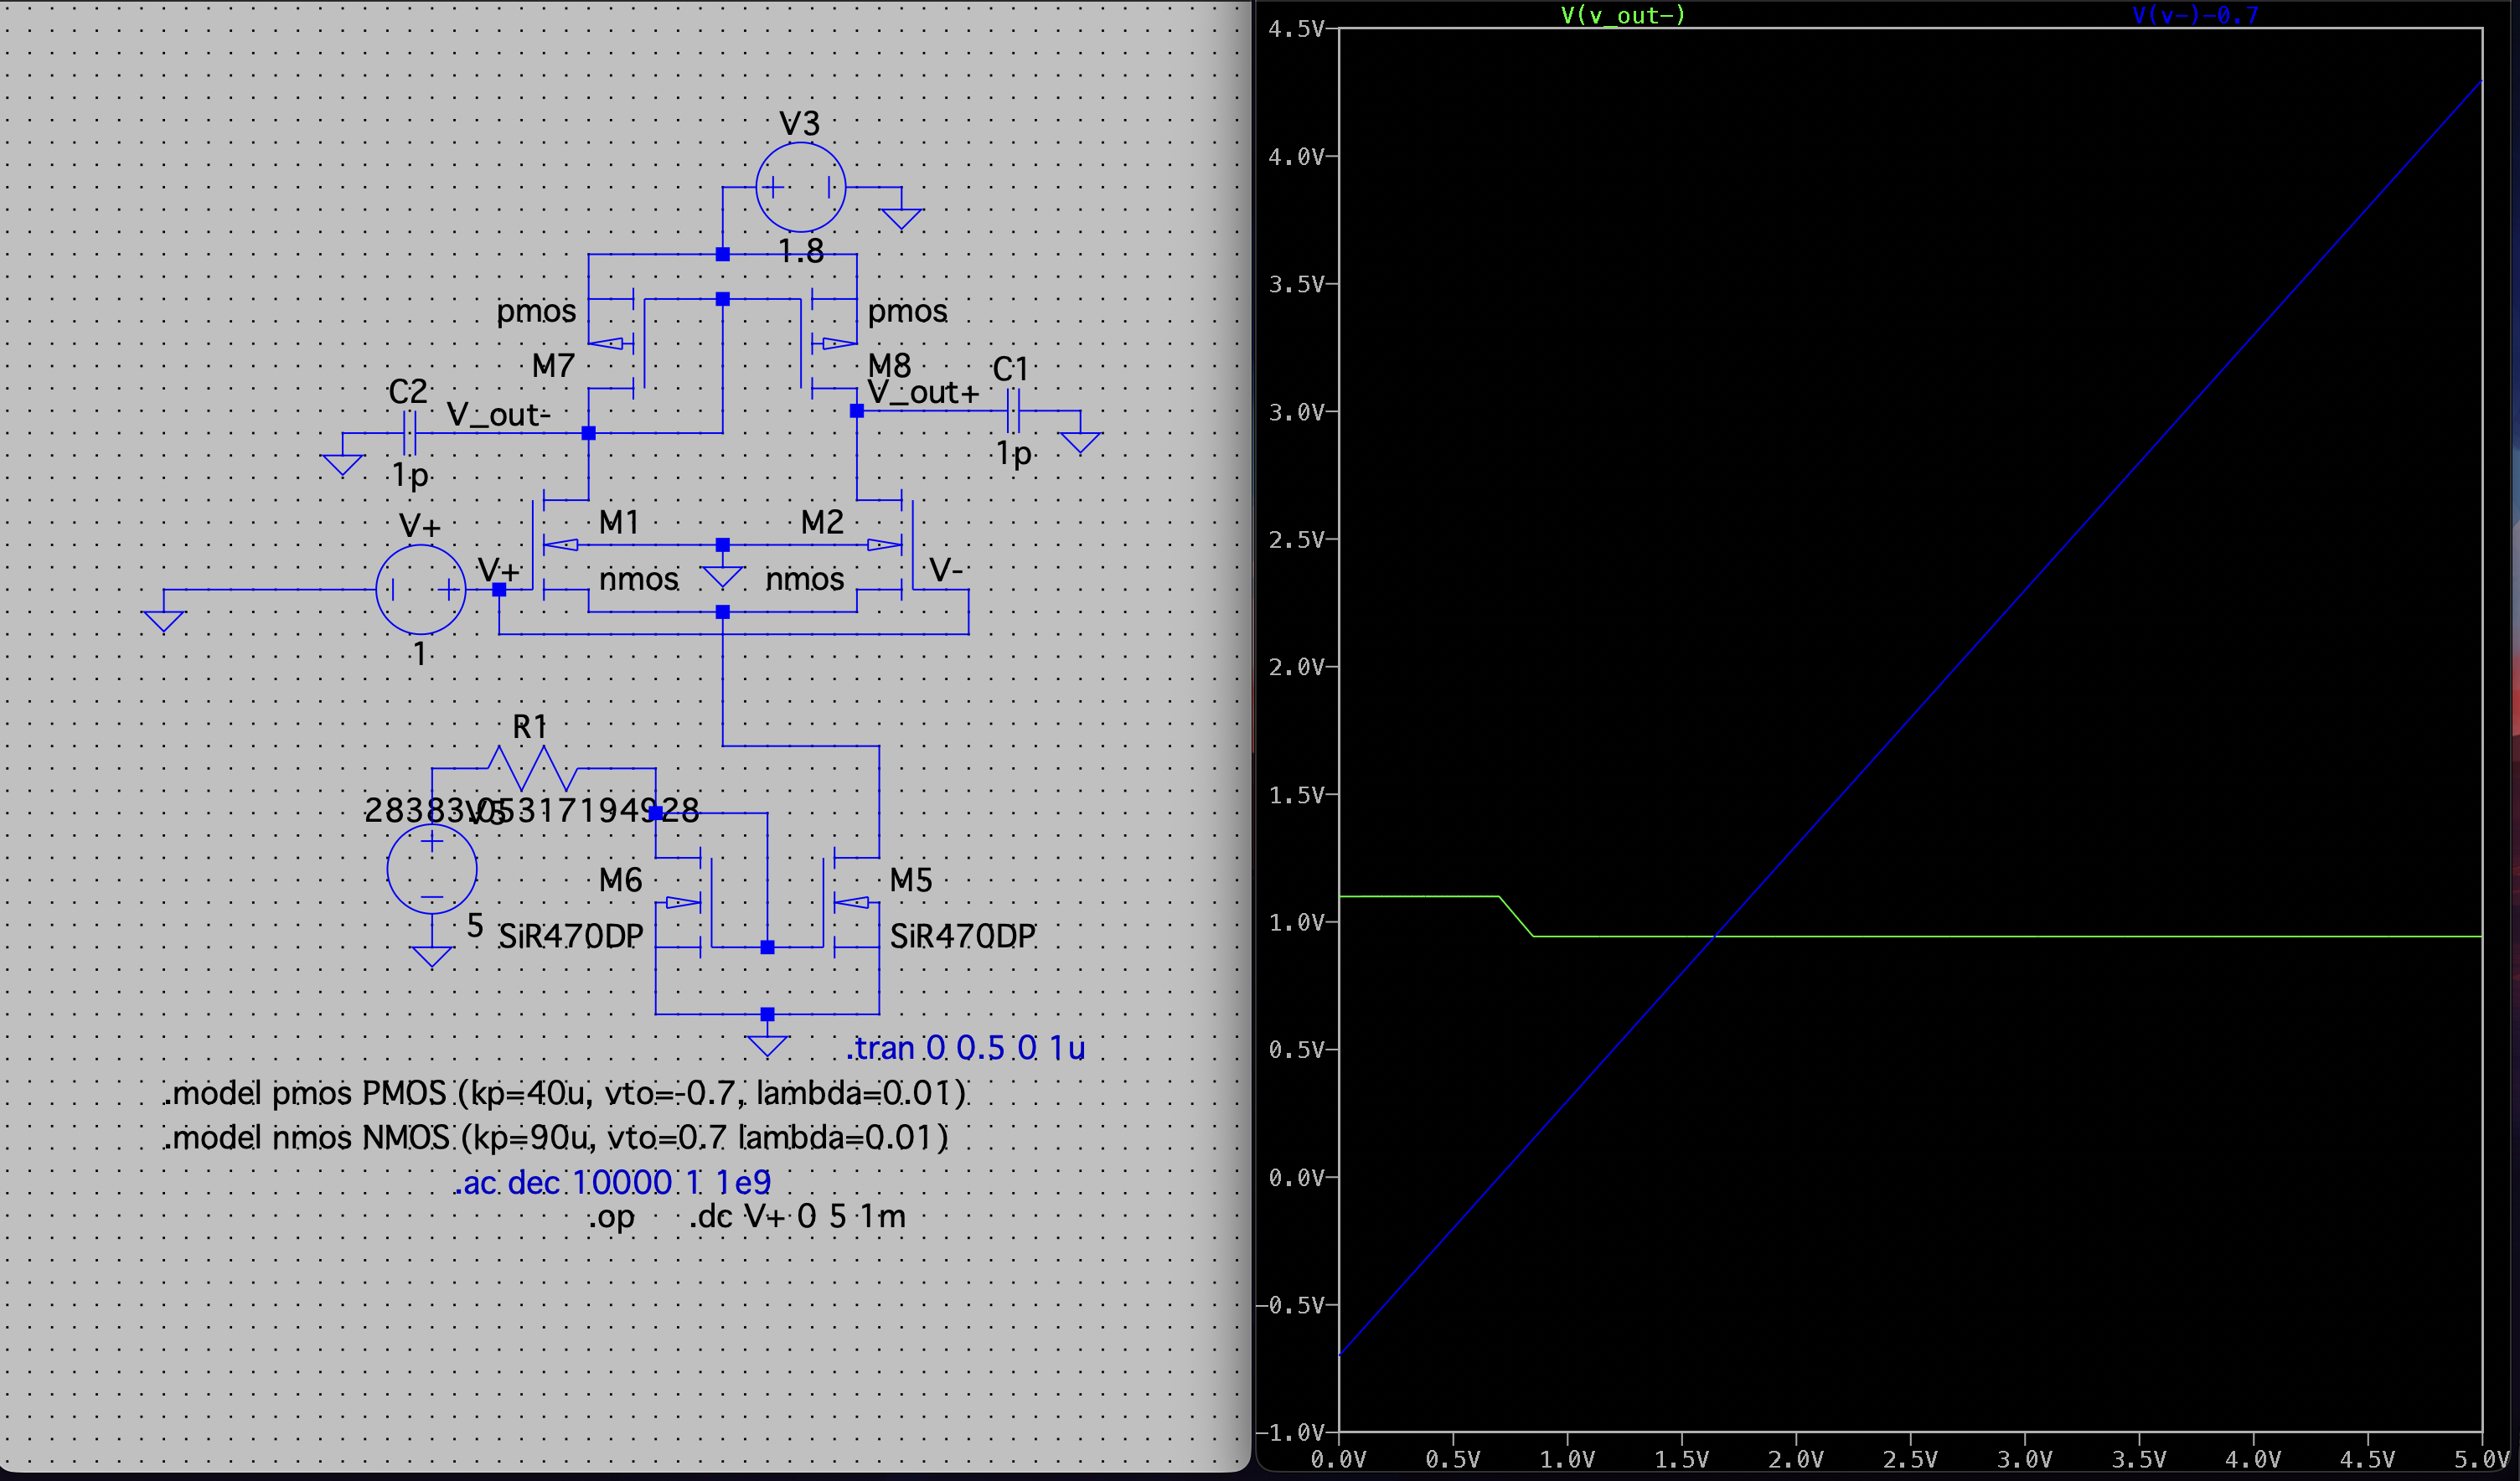 V3
1.8
pmos
M7
pmos
M8
C2
V_out-
1p
V_out+
C1
1p
V+
V+
1
M1
M2
nmos
nmos
V-
R1
28383.05317194928
V5
5
M6
SiR470DP
M5
SiR470DP
.tran 0 0.5 0 1u
.model pmos PMOS (kp=40u, vto=-0.7, lambda=0.01)
.model nmos NMOS (kp=90u, vto=0.7 lambda=0.01)
.ac dec 10000 1 1e9
.op
.dc V+ 0 5 1m
V(v_out-)
V(v-)-0.7
4.5V
4.0V
3.5V
3.0V
2.5V
2.0V
1.5V
1.0V
0.5V
0.0V
-0.5V
-1.0V
0.0V 0.5V 1.0V 1.5V 2.0V 2.5V 3.0V 3.5V 4.0V 4.5V 5.0V